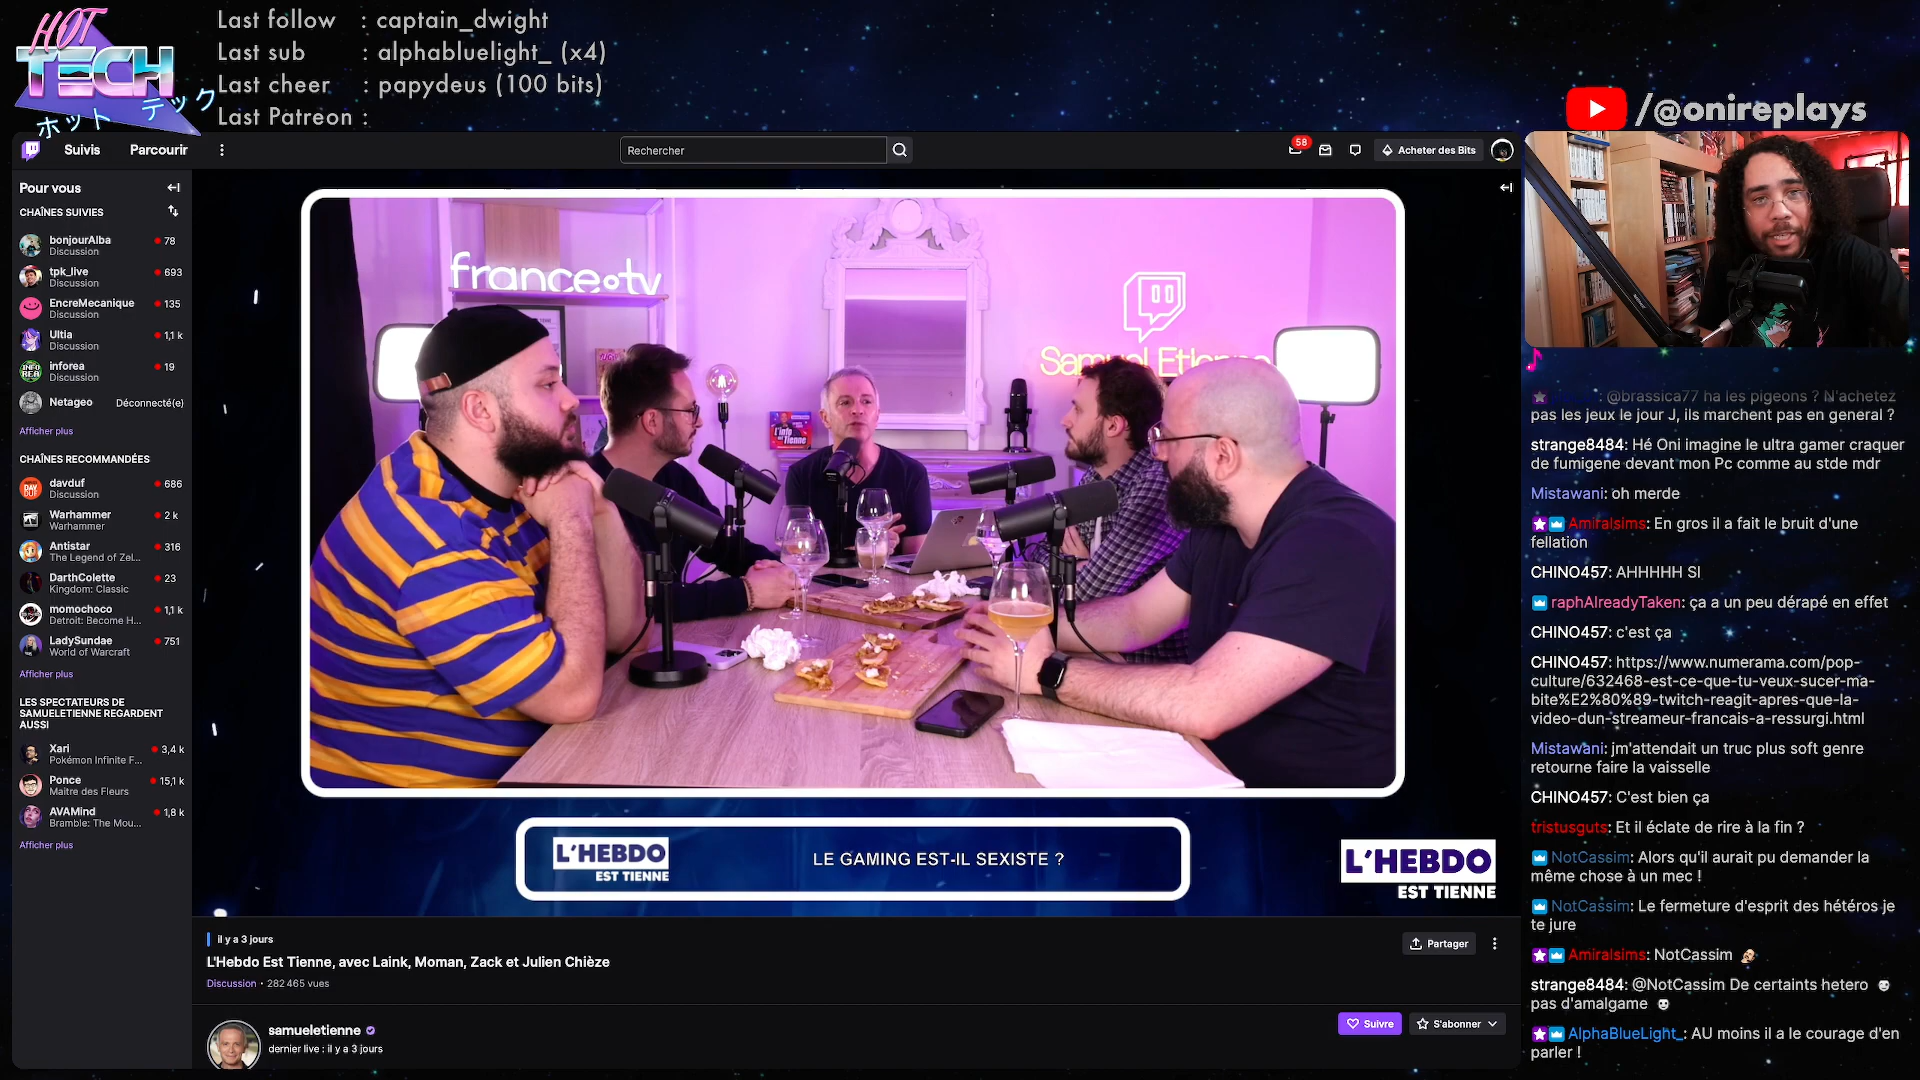 HOT
TECH
ホット テック
Last follow : captain_dwight
Last sub : alphabluelight_ (x4)
Last cheer : papydeus (100 bits)
Last Patreon :
/@onireplays
Suivis
Parcourir
Rechercher
58
Acheter des Bits
Pour vous
CHAÎNES SUIVIES
bonjourAlba 78
Discussion
tpk_live 693
Discussion
EncreMecanique 135
Discussion
Ultia 1,1 k
Discussion
inforea 19
Discussion
Netageo Déconnecté(e)
Afficher plus
CHAÎNES RECOMMANDÉES
davduf 686
Discussion
Warhammer 2 k
Warhammer
Antistar 316
The Legend of Zel...
DarthColette 23
Kingdom: Classic
momochoco 1,1 k
Detroit: Become H...
LadySundae 751
World of Warcraft
Afficher plus
LES SPECTATEURS DE
SAMUELETIENNE REGARDENT
AUSSI
Xari 3,4 k
Pokémon Infinite F...
Ponce 15,1 k
Maitre des Fleurs
AVAMind 1,8 k
Bramble: The Mou...
Afficher plus
france•tv
Samuel Etienne
L'HEBDO
EST TIENNE
LE GAMING EST-IL SEXISTE ?
L'HEBDO
EST TIENNE
il y a 3 jours
L'Hebdo Est Tienne, avec Laink, Moman, Zack et Julien Chièze
Discussion • 282 465 vues
Partager
samueletienne
dernier live : il y a 3 jours
Suivre
S'abonner
: @brassica77 ha les pigeons ? N'achetez
pas les jeux le jour J, ils marchent pas en general ?
strange8484: Hé Oni imagine le ultra gamer craquer
de fumigene devant mon Pc comme au stde mdr
Mistawani: oh merde
Amiralsims: En gros il a fait le bruit d'une
fellation
CHINO457: AHHHHH SI
raphAlreadyTaken: ça a un peu dérapé en effet
CHINO457: c'est ça
CHINO457: https://www.numerama.com/pop-
culture/632468-est-ce-que-tu-veux-sucer-ma-
bite%E2%80%89-twitch-reagit-apres-que-la-
video-dun-streameur-francais-a-ressurgi.html
Mistawani: jm'attendait un truc plus soft genre
retourne faire la vaisselle
CHINO457: C'est bien ça
tristusguts: Et il éclate de rire à la fin ?
NotCassim: Alors qu'il aurait pu demander la
même chose à un mec !
NotCassim: Le fermeture d'esprit des hétéros je
te jure
Amiralsims: NotCassim
strange8484: @NotCassim De certains hetero
pas d'amalgame
AlphaBlueLight_: AU moins il a le courage d'en
parler !